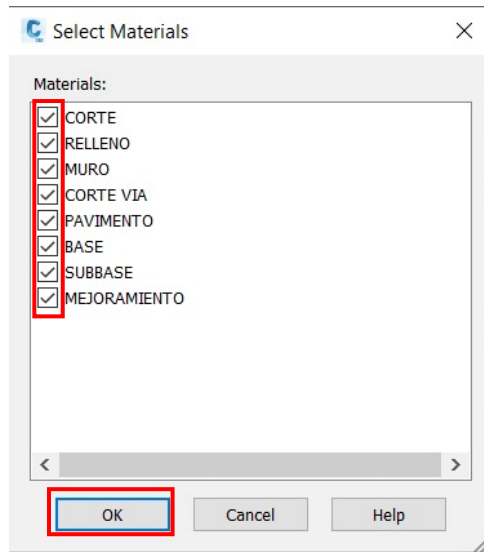 Select Materials
Materials:
CORTE
RELLENO
MURO
CORTE VIA
PAVIMENTO
BASE
SUBBASE
MEJORAMIENTO
OK Cancel Help